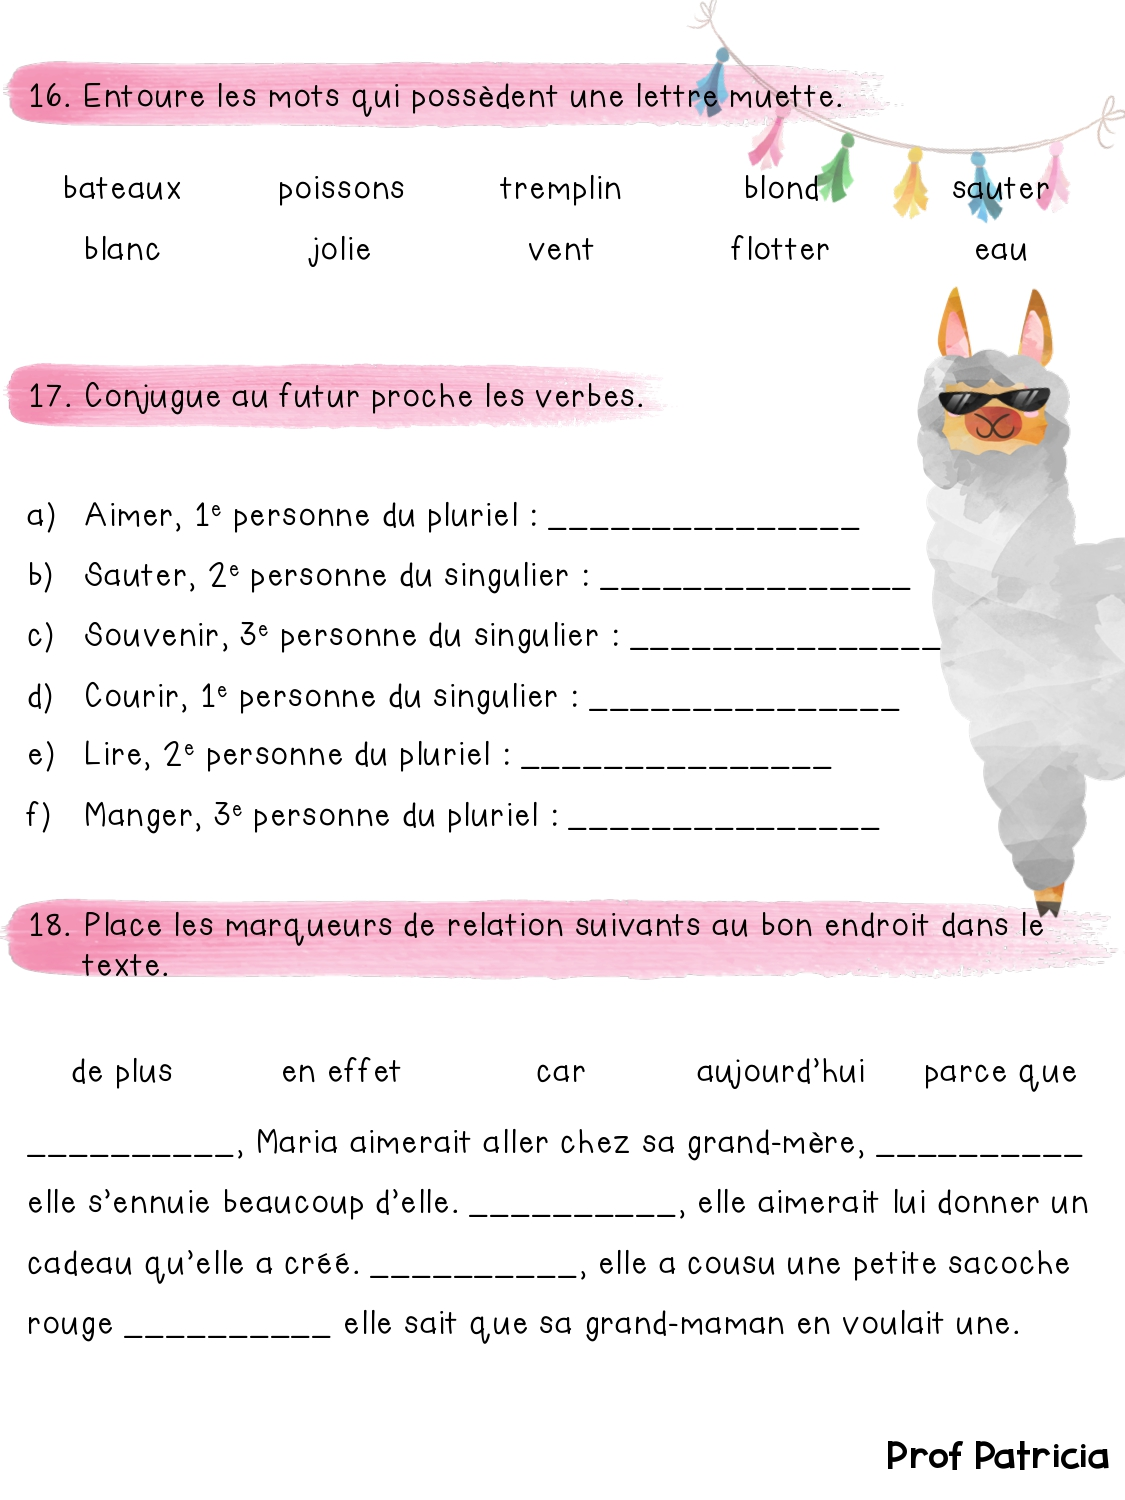 16. Entoure les mots qui possèdent une lettre muette.
bateaux poissons tremplin blond sauter
blanc jolie vent flotter eau
17. Conjugue au futur proche les verbes.
a) Aimer, 1e personne du pluriel : _______________
b) Sauter, 2e personne du singulier : _______________
c) Souvenir, 3e personne du singulier : _______________
d) Courir, 1e personne du singulier : _______________
e) Lire, 2e personne du pluriel : _______________
f) Manger, 3e personne du pluriel : _______________
18. Place les marqueurs de relation suivants au bon endroit dans le
texte.
de plus en effet car aujourd'hui parce que
__________, Maria aimerait aller chez sa grand-mère, __________
elle s'ennuie beaucoup d'elle. __________, elle aimerait lui donner un
cadeau qu'elle a créé. __________, elle a cousu une petite sacoche
rouge __________ elle sait que sa grand-maman en voulait une.
Prof Patricia